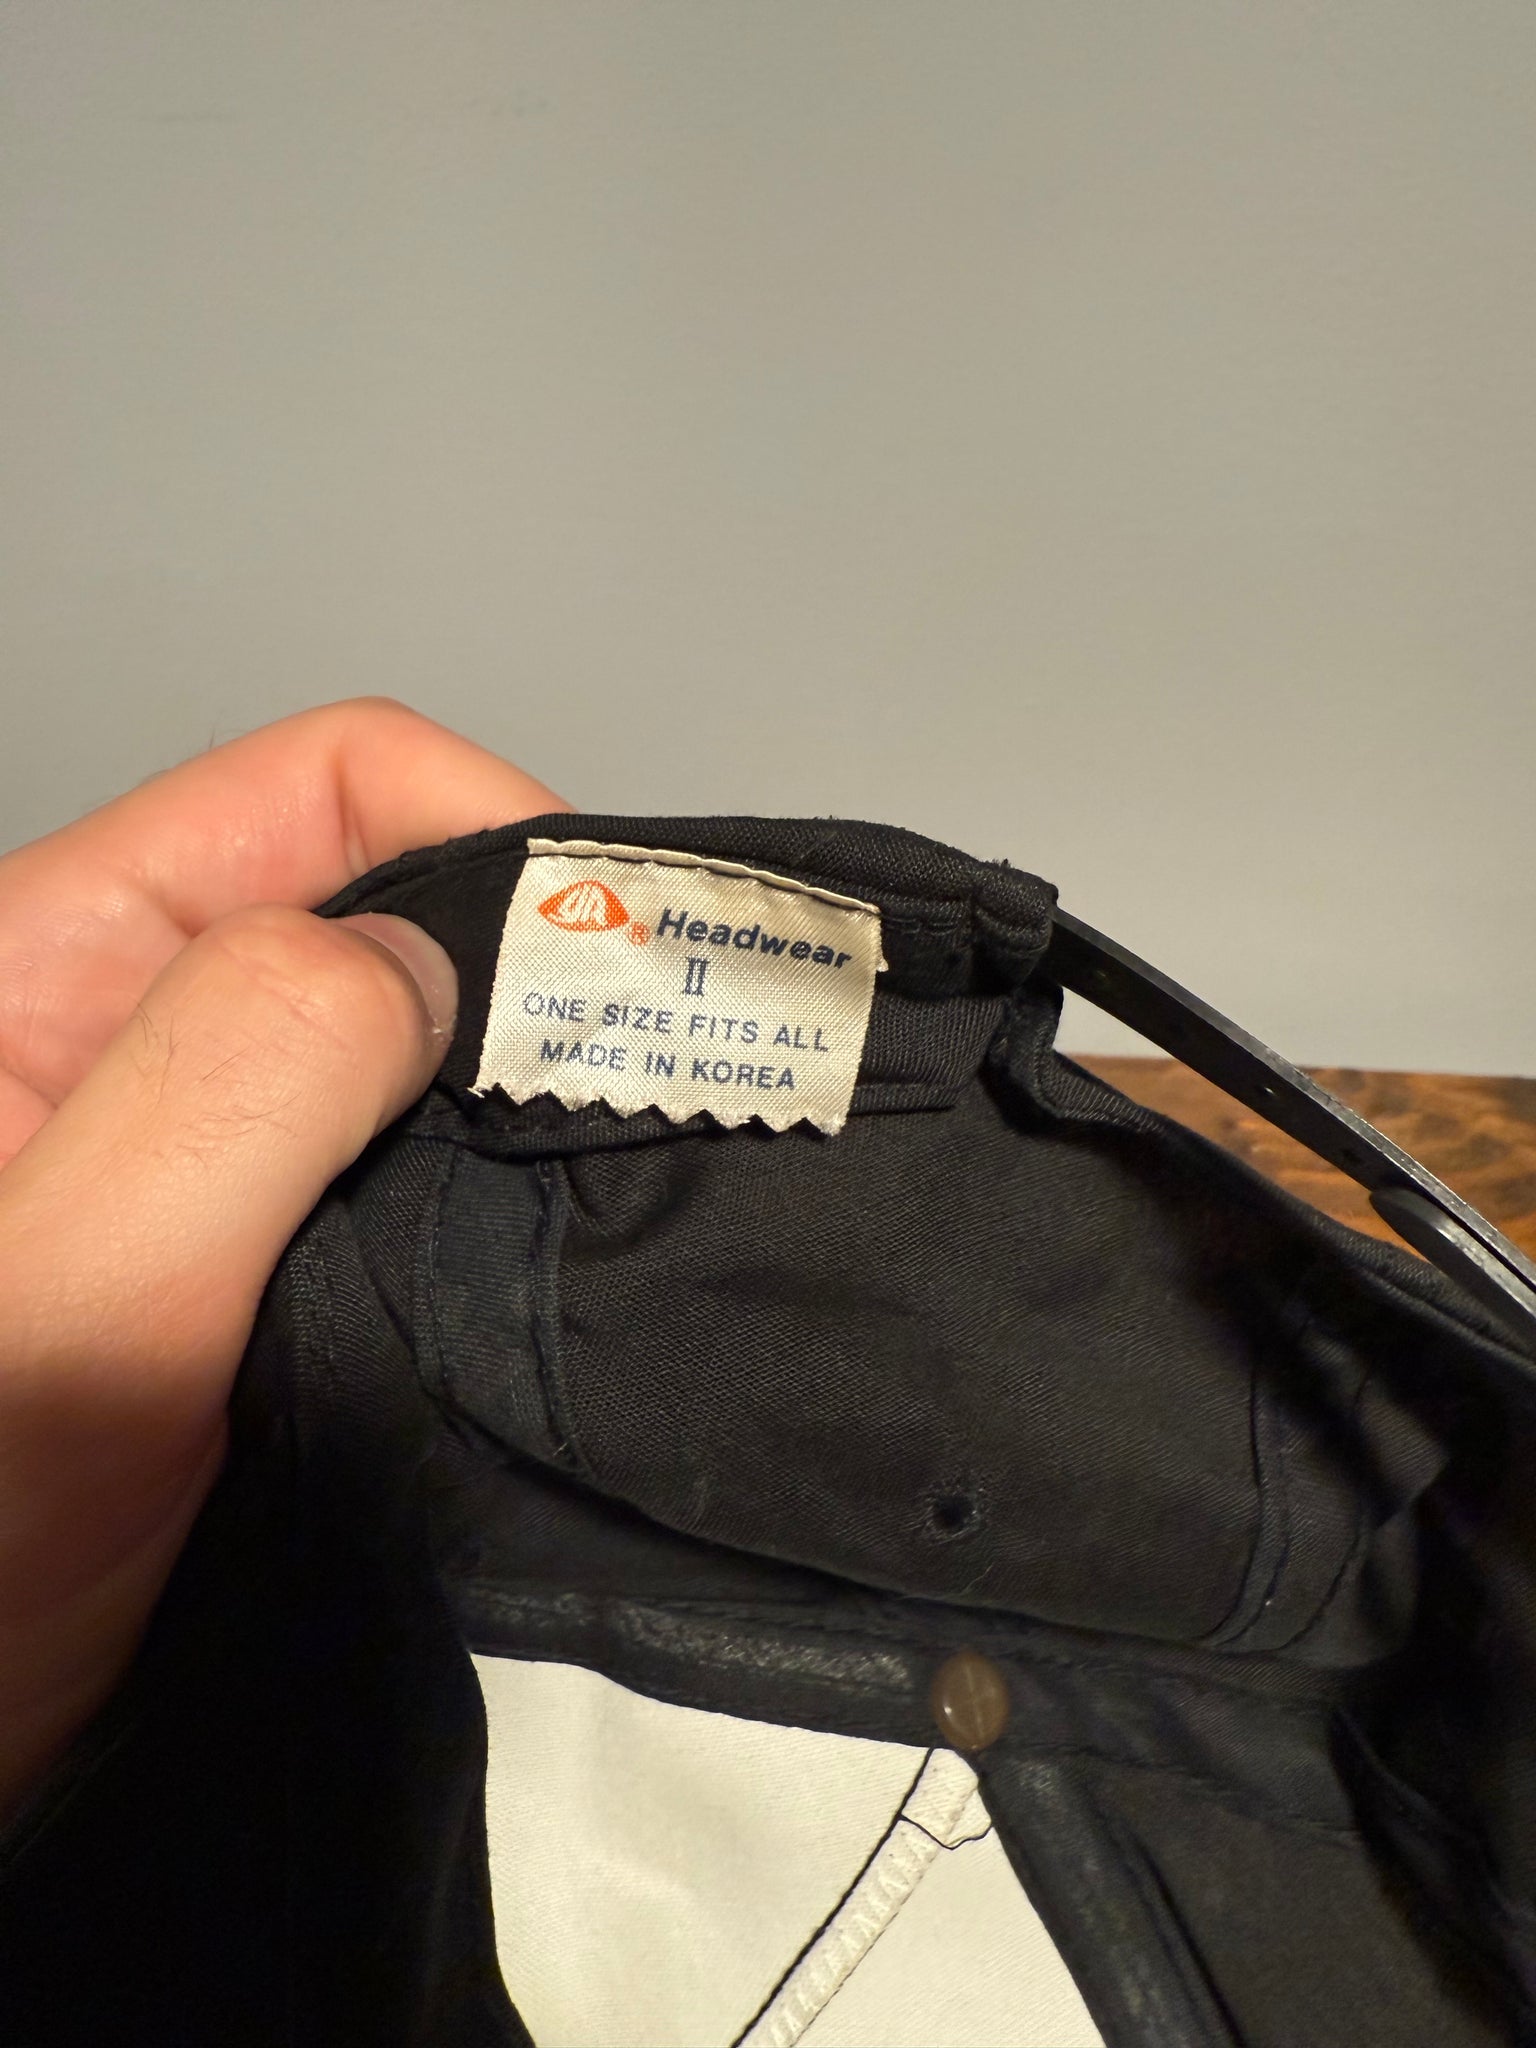 ® Headwear
II
ONE SIZE FITS ALL
MADE IN KOREA